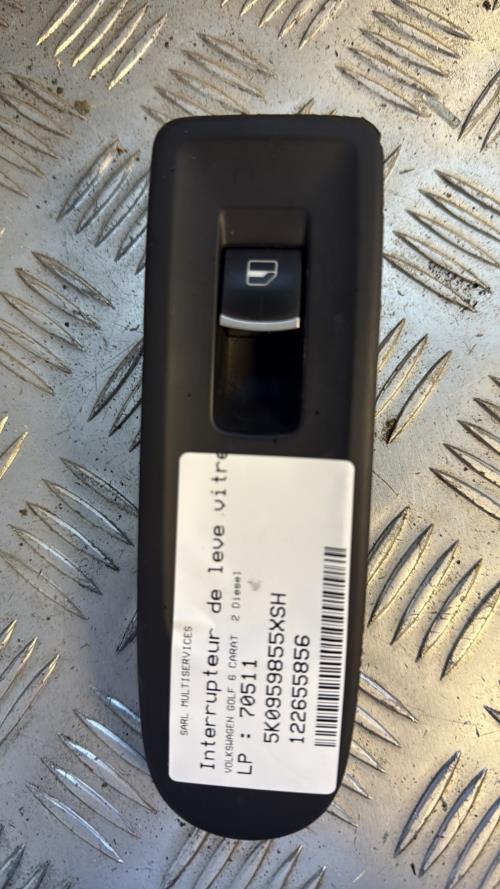 SARL MULTISERVICES
Interrupteur de leve vitre
VOLKSWAGEN GOLF 6 CARAT 2 Diesel
LP : 70511
5K0959855XSH
122655856